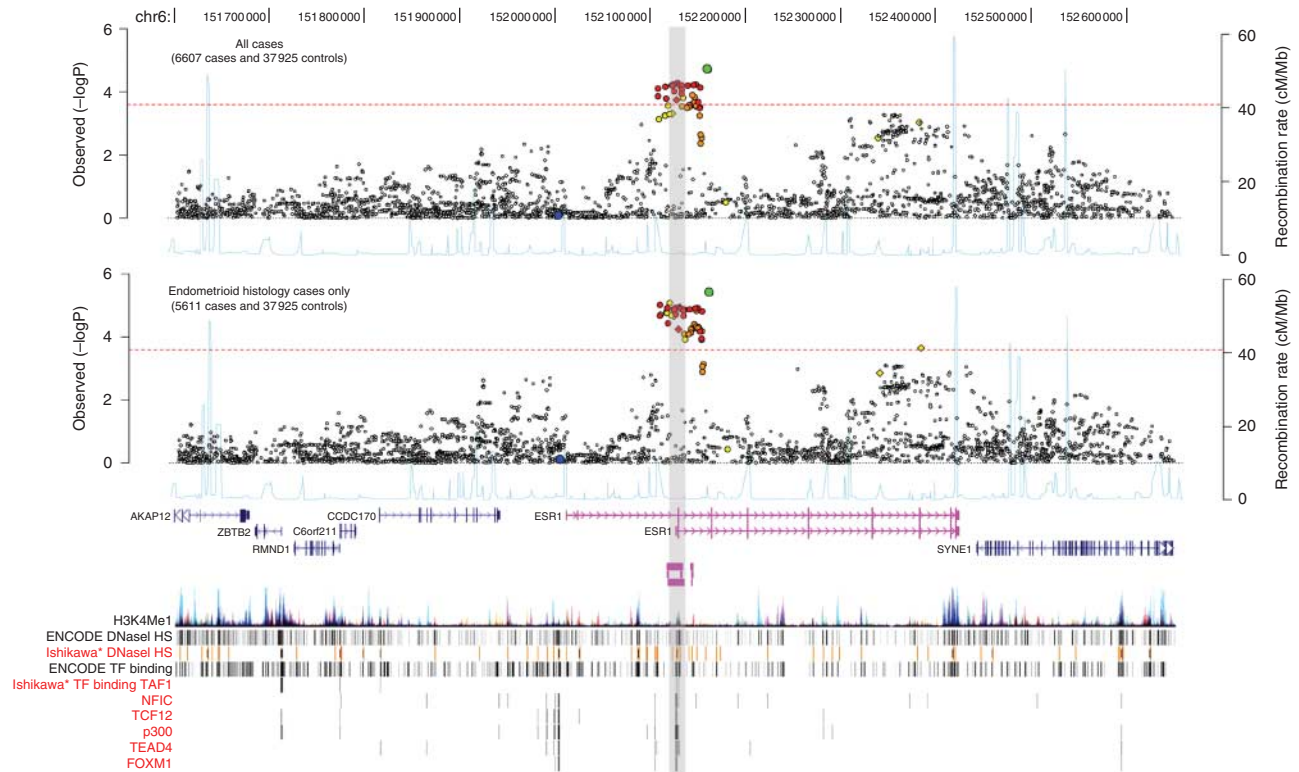 chr6: 151700000 151800000 151900000 152000000 152100000 152200000 152300000 152400000 152500000 152600000
All cases
(6607 cases and 37925 controls)
6
4
2
0
Observed (–logP)
60
40
20
0
Recombination rate (cM/Mb)
Endometrioid histology cases only
(5611 cases and 37925 controls)
6
4
2
0
Observed (–logP)
60
40
20
0
Recombination rate (cM/Mb)
AKAP12 CCDC170 ESR1
ZBTB2 C6orf211 ESR1
RMND1 SYNE1
H3K4Me1
ENCODE DNaseI HS
Ishikawa* DNaseI HS
ENCODE TF binding
Ishikawa* TF binding TAF1
NFIC
TCF12
p300
TEAD4
FOXM1